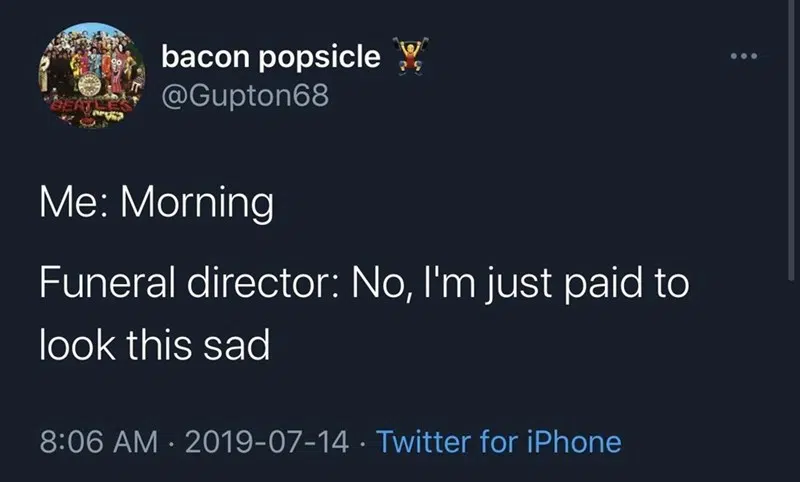 bacon popsicle 🏋
@Gupton68
BEATLES
Me: Morning
Funeral director: No, I'm just paid to
look this sad
8:06 AM · 2019-07-14 · Twitter for iPhone